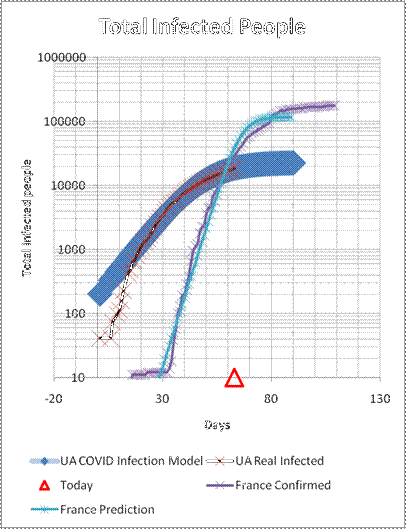 Total Infected People
1000000
100000
10000
1000
100
10
Total infected people
-20 30 80 130
Days
UA COVID Infection Model UA Real Infected
Today France Confirmed
France Prediction